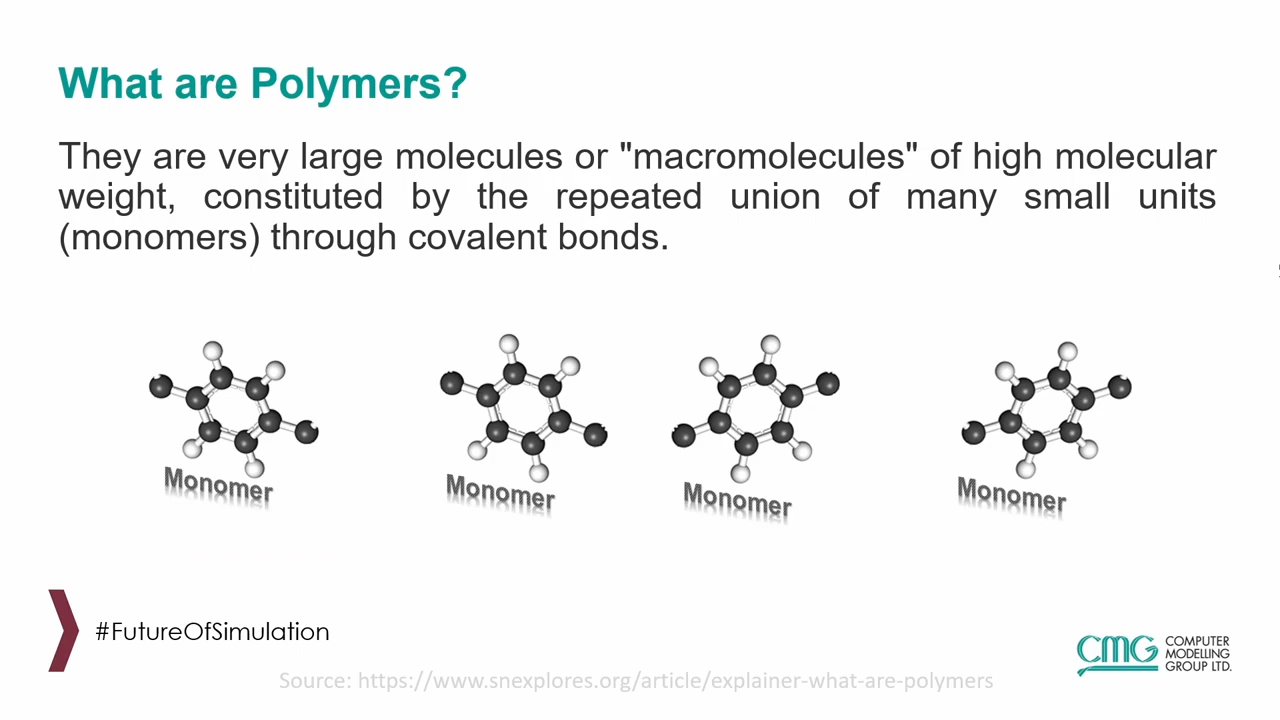 What are Polymers?
They are very large molecules or "macromolecules" of high molecular
weight, constituted by the repeated union of many small units
(monomers) through covalent bonds.
Monomer
Monomer
Monomer
Monomer
#FutureOfSimulation
CMG COMPUTER
MODELLING
GROUP LTD.
Source: https://www.snexplores.org/article/explainer-what-are-polymers